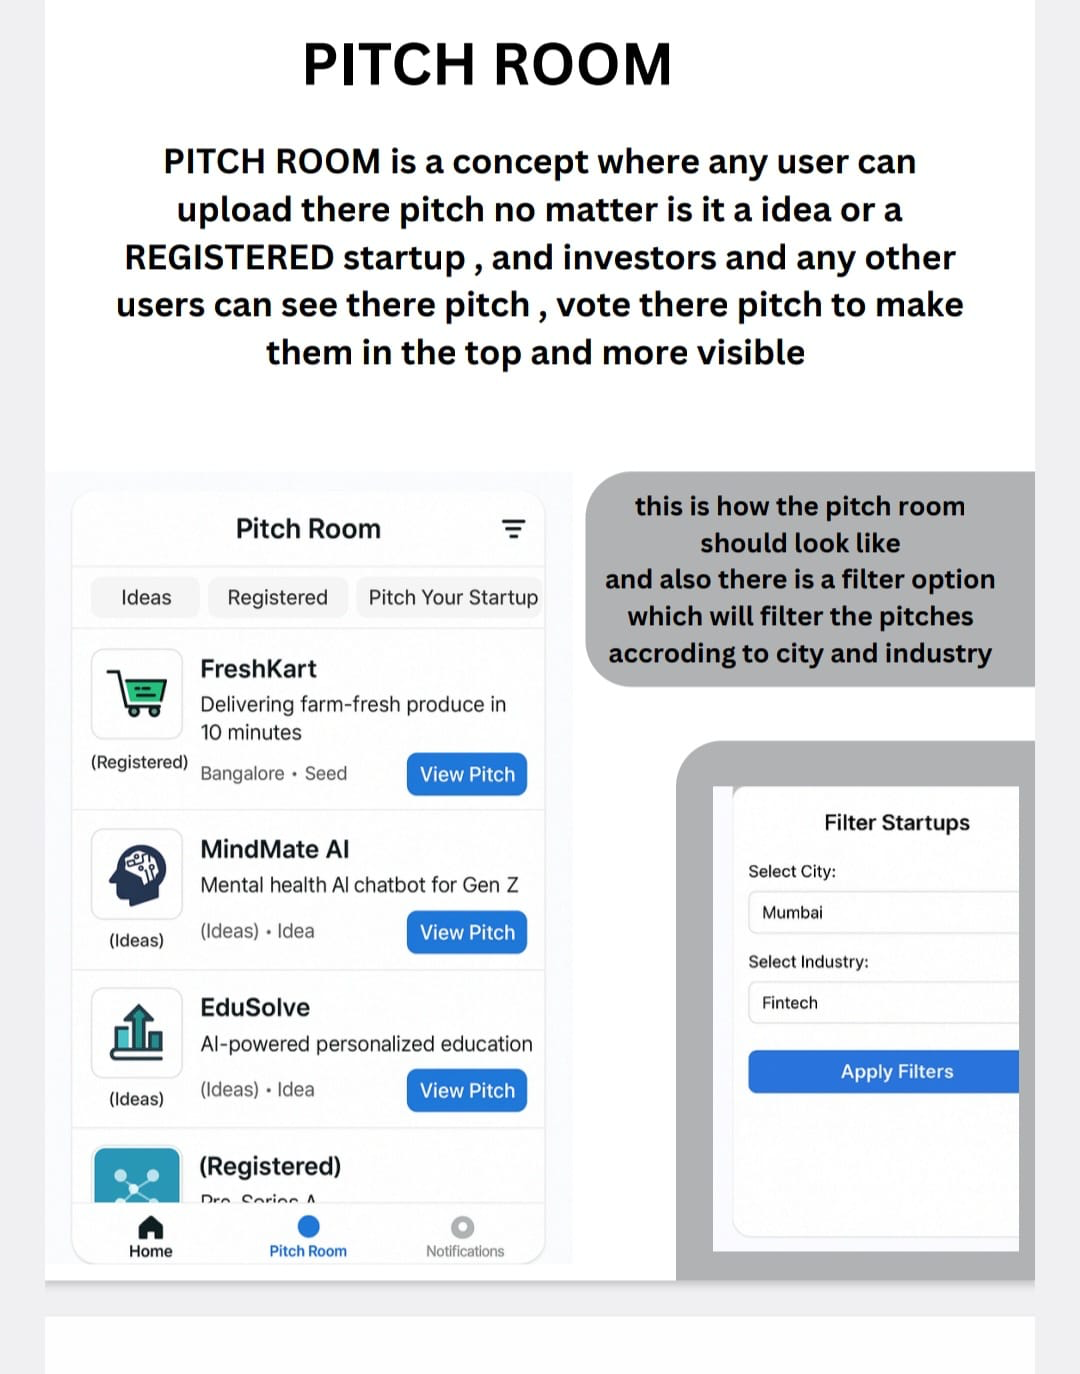 PITCH ROOM
PITCH ROOM is a concept where any user can
upload there pitch no matter is it a idea or a
REGISTERED startup , and investors and any other
users can see there pitch , vote there pitch to make
them in the top and more visible
Pitch Room
Ideas
Registered
Pitch Your Startup
FreshKart
Delivering farm-fresh produce in
10 minutes
(Registered)
Bangalore • Seed
View Pitch
MindMate AI
Mental health AI chatbot for Gen Z
(Ideas)
(Ideas) • Idea
View Pitch
EduSolve
AI-powered personalized education
(Ideas)
(Ideas) • Idea
View Pitch
(Registered)
Pre Series A
Home
Pitch Room
Notifications
this is how the pitch room
should look like
and also there is a filter option
which will filter the pitches
accroding to city and industry
Filter Startups
Select City:
Mumbai
Select Industry:
Fintech
Apply Filters